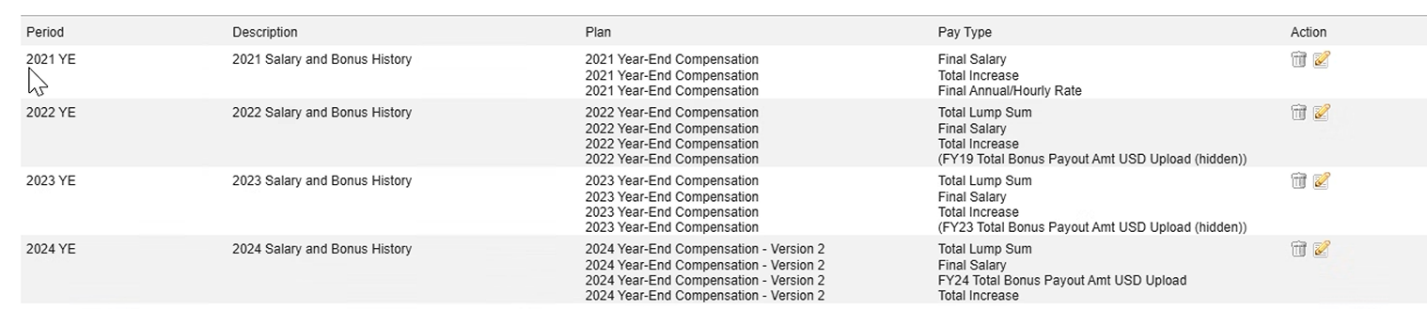 Period Description Plan Pay Type Action
2021 YE 2021 Salary and Bonus History 2021 Year-End Compensation Final Salary
2021 Year-End Compensation Total Increase
2021 Year-End Compensation Final Annual/Hourly Rate
2022 YE 2022 Salary and Bonus History 2022 Year-End Compensation Total Lump Sum
2022 Year-End Compensation Final Salary
2022 Year-End Compensation Total Increase
2022 Year-End Compensation (FY19 Total Bonus Payout Amt USD Upload (hidden))
2023 YE 2023 Salary and Bonus History 2023 Year-End Compensation Total Lump Sum
2023 Year-End Compensation Final Salary
2023 Year-End Compensation Total Increase
2023 Year-End Compensation (FY23 Total Bonus Payout Amt USD Upload (hidden))
2024 YE 2024 Salary and Bonus History 2024 Year-End Compensation - Version 2 Total Lump Sum
2024 Year-End Compensation - Version 2 Final Salary
2024 Year-End Compensation - Version 2 FY24 Total Bonus Payout Amt USD Upload
2024 Year-End Compensation - Version 2 Total Increase